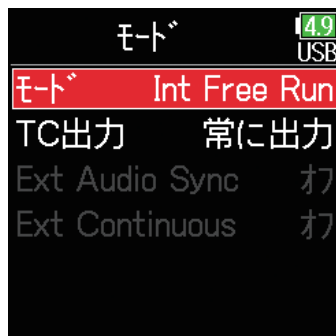 ﾓｰﾄﾞ
4.9
USB
ﾓｰﾄﾞ Int Free Run
TC出力 常に出力
Ext Audio Sync ｵﾌ
Ext Continuous ｵﾌ